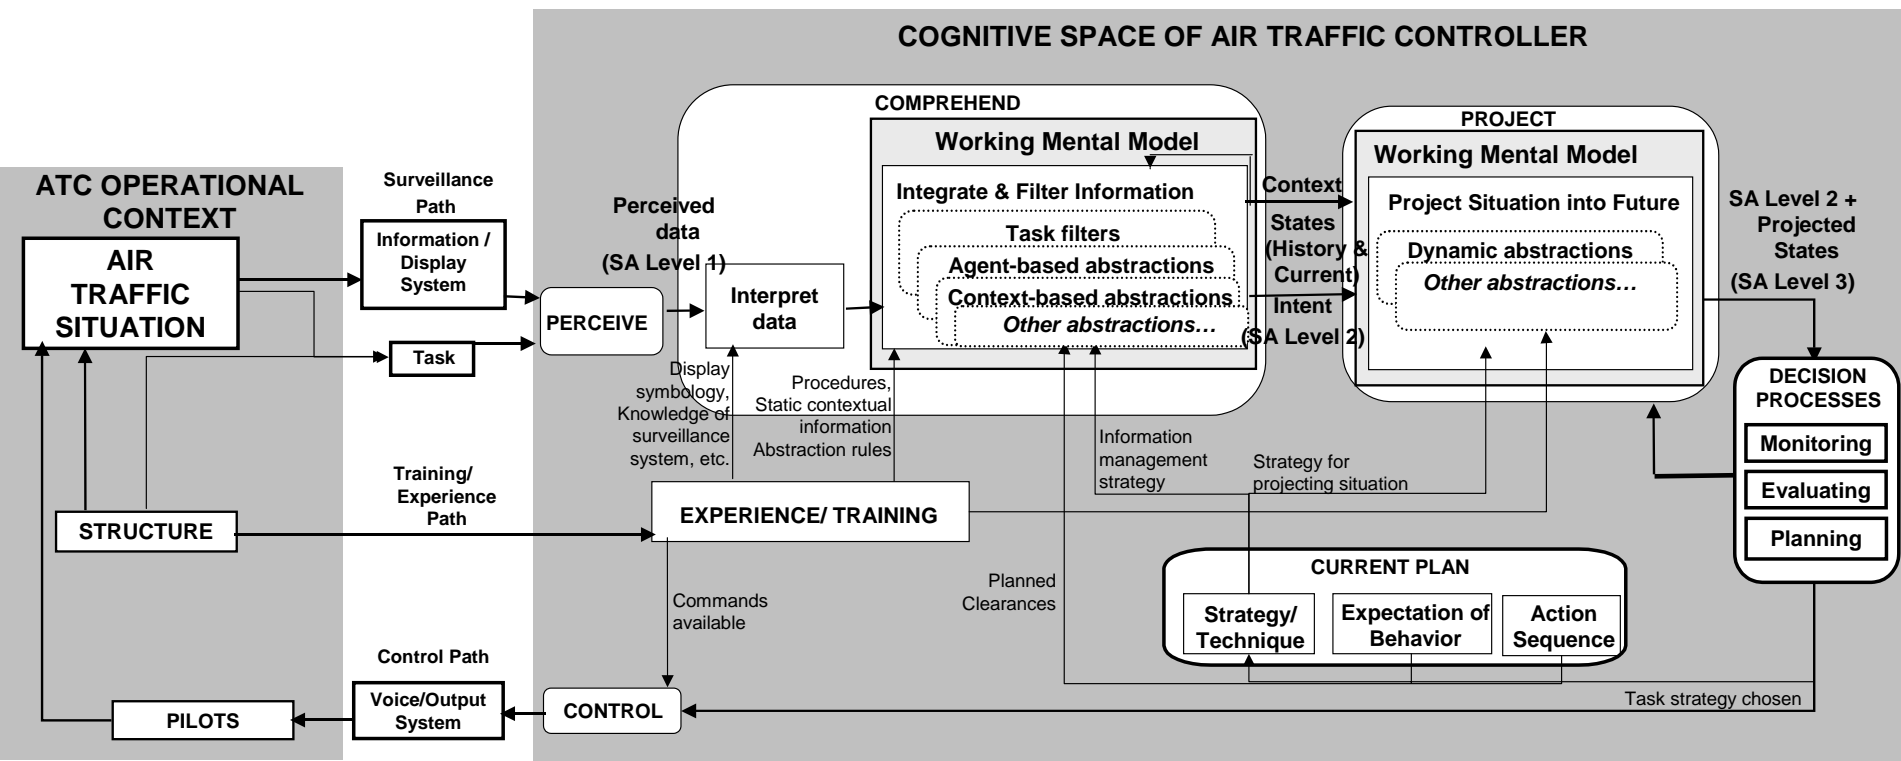 COGNITIVE SPACE OF AIR TRAFFIC CONTROLLER
ATC OPERATIONAL
CONTEXT
AIR
TRAFFIC
SITUATION
STRUCTURE
PILOTS
Surveillance
Path
Information /
Display
System
Task
Training/
Experience
Path
Control Path
Voice/Output
System
Perceived
data
(SA Level 1)
PERCEIVE
COMPREHEND
Interpret
data
Working Mental Model
Integrate & Filter Information
Task filters
Agent-based abstractions
Context-based abstractions
Other abstractions…
Context
States
(History &
Current)
Intent
(SA Level 2)
PROJECT
Working Mental Model
Project Situation into Future
Dynamic abstractions
Other abstractions…
SA Level 2 +
Projected
States
(SA Level 3)
DECISION
PROCESSES
Monitoring
Evaluating
Planning
Display
symbology,
Knowledge of
surveillance
system, etc.
Procedures,
Static contextual
information
Abstraction rules
Information
management
strategy
Strategy for
projecting situation
EXPERIENCE/ TRAINING
Commands
available
Planned
Clearances
CURRENT PLAN
Strategy/
Technique
Expectation of
Behavior
Action
Sequence
Task strategy chosen
CONTROL